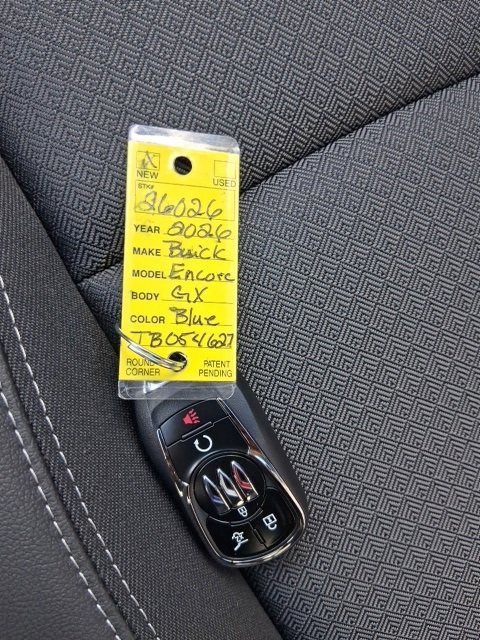 X
NEW USED
STK# 26026
YEAR 2026
MAKE Buick
MODEL Encore
BODY GX
COLOR Blue
TB054627
ROUND CORNER PATENT PENDING